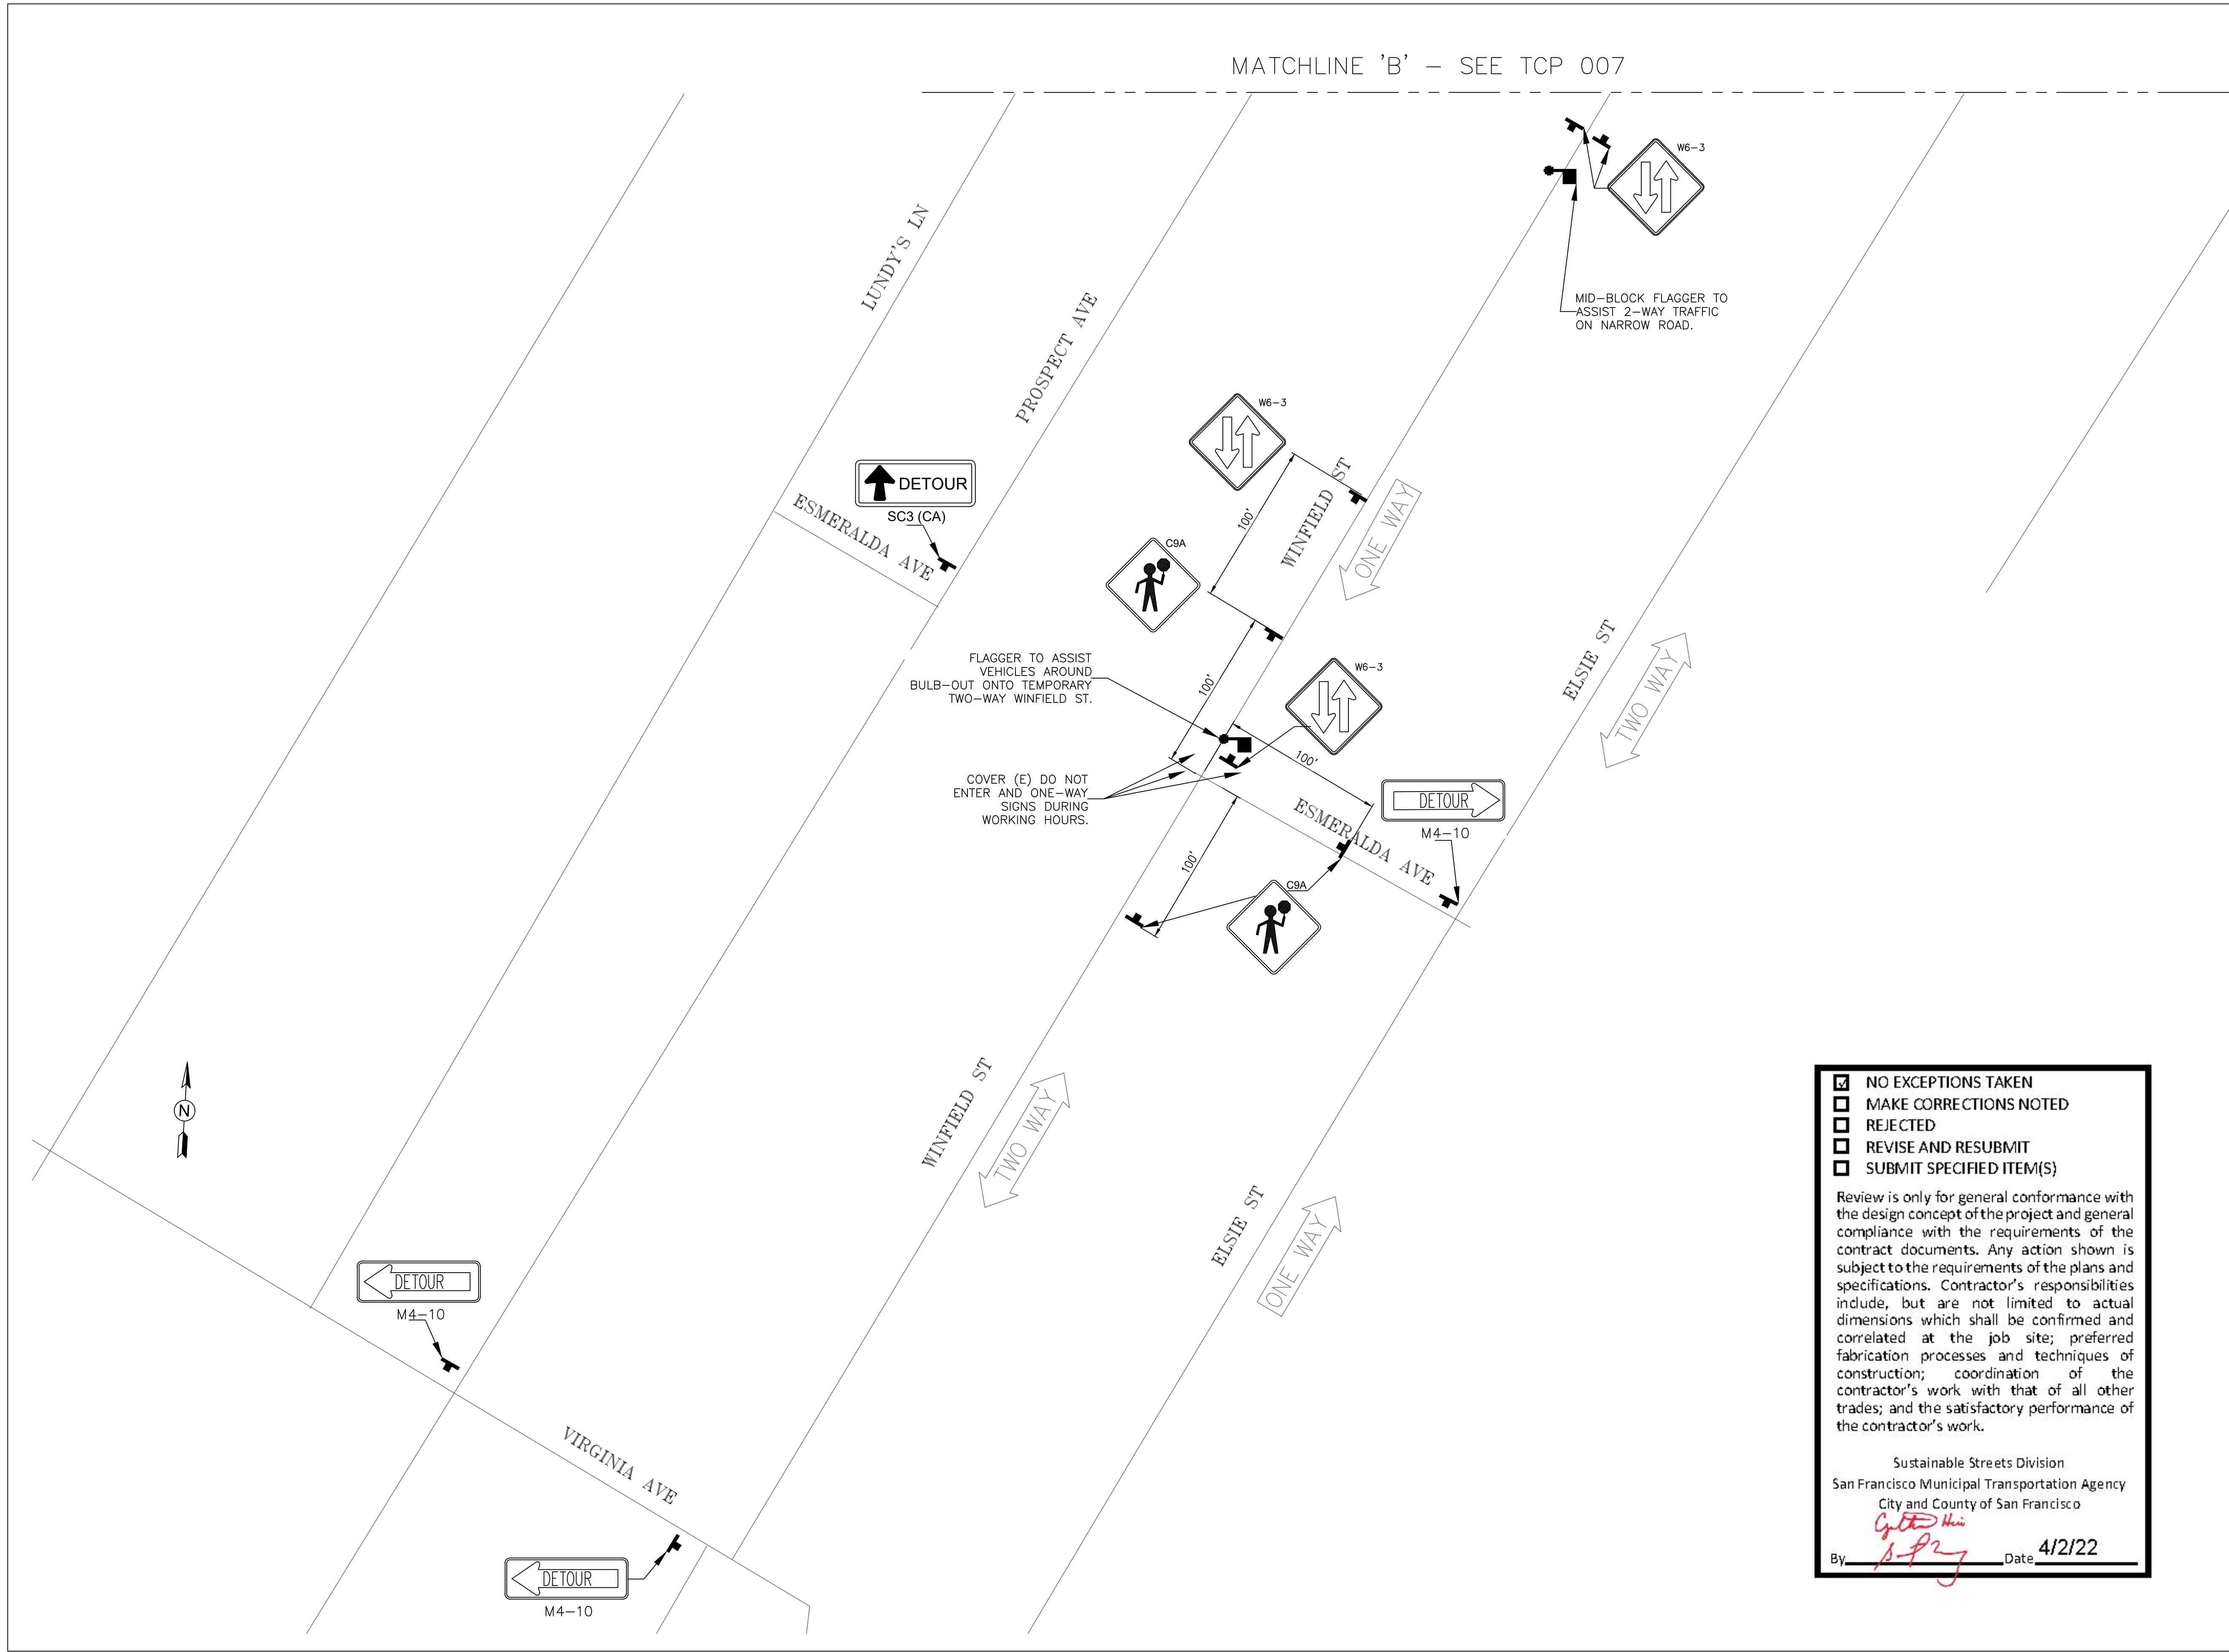 MATCHLINE 'B' - SEE TCP 007
W6-3
LUNDY'S LN
PROSPECT AVE
MID-BLOCK FLAGGER TO
ASSIST 2-WAY TRAFFIC
ON NARROW ROAD.
W6-3
WINFIELD ST
100'
ONE WAY
DETOUR
SC3 (CA)
ESMERALDA AVE
C9A
FLAGGER TO ASSIST
VEHICLES AROUND
BULB-OUT ONTO TEMPORARY
TWO-WAY WINFIELD ST.
100'
W6-3
ELSIE ST
TWO WAY
100'
COVER (E) DO NOT
ENTER AND ONE-WAY
SIGNS DURING
WORKING HOURS.
DETOUR
M4-10
ESMERALDA AVE
100'
C9A
N
WINFIELD ST
TWO WAY
ELSIE ST
ONE WAY
DETOUR
M4-10
VIRGINIA AVE
DETOUR
M4-10
NO EXCEPTIONS TAKEN
MAKE CORRECTIONS NOTED
REJECTED
REVISE AND RESUBMIT
SUBMIT SPECIFIED ITEM(S)
Review is only for general conformance with
the design concept of the project and general
compliance with the requirements of the
contract documents. Any action shown is
subject to the requirements of the plans and
specifications. Contractor's responsibilities
include, but are not limited to actual
dimensions which shall be confirmed and
correlated at the job site; preferred
fabrication processes and techniques of
construction; coordination of the
contractor's work with that of all other
trades; and the satisfactory performance of
the contractor's work.
Sustainable Streets Division
San Francisco Municipal Transportation Agency
City and County of San Francisco
By Date 4/2/22